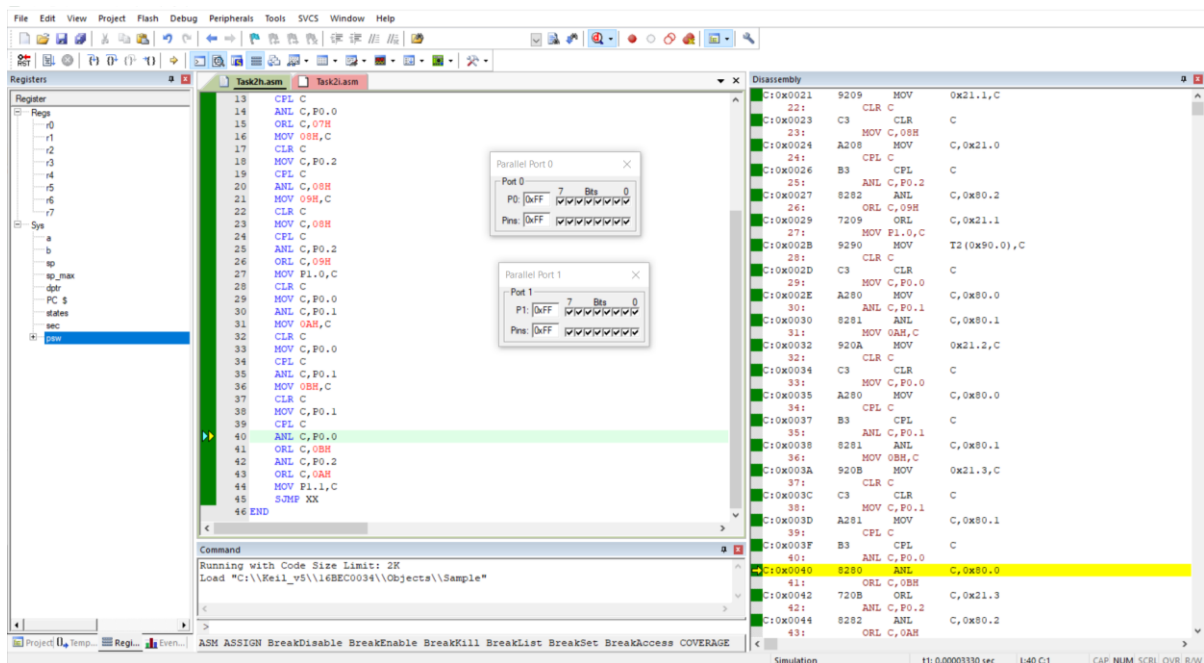 File Edit View Project Flash Debug Peripherals Tools SVCS Window Help
Registers
Register
Regs
r0
r1
r2
r3
r4
r5
r6
r7
Sys
a
b
sp
sp_max
dptr
PC $
states
sec
psw
Project Temp... Regi... Even...
Task2h.asm Task2i.asm
13 CPL C
14 ANL C,P0.0
15 ORL C,07H
16 MOV 08H,C
17 CLR C
18 MOV C,P0.2
19 CPL C
20 ANL C,08H
21 MOV 09H,C
22 CLR C
23 MOV C,08H
24 CPL C
25 ANL C,P0.2
26 ORL C,09H
27 MOV P1.0,C
28 CLR C
29 MOV C,P0.0
30 ANL C,P0.1
31 MOV 0AH,C
32 CLR C
33 MOV C,P0.0
34 CPL C
35 ANL C,P0.1
36 MOV 0BH,C
37 CLR C
38 MOV C,P0.1
39 CPL C
40 ANL C,P0.0
41 ORL C,0BH
42 ANL C,P0.2
43 ORL C,0AH
44 MOV P1.1,C
45 SJMP XX
46 END
Parallel Port 0
Port 0
7 Bits 0
P0: 0xFF
Pins: 0xFF
Parallel Port 1
Port 1
7 Bits 0
P1: 0xFF
Pins: 0xFF
Command
Running with Code Size Limit: 2K
Load "C:\\Keil_v5\\16BEC0034\\Objects\\Sample"
>
ASM ASSIGN BreakDisable BreakEnable BreakKill BreakList BreakSet BreakAccess COVERAGE
Disassembly
C:0x0021 9209 MOV 0x21.1,C
22: CLR C
C:0x0023 C3 CLR C
23: MOV C,08H
C:0x0024 A208 MOV C,0x21.0
24: CPL C
C:0x0026 B3 CPL C
25: ANL C,P0.2
C:0x0027 8282 ANL C,0x80.2
26: ORL C,09H
C:0x0029 7209 ORL C,0x21.1
27: MOV P1.0,C
C:0x002B 9290 MOV T2(0x90.0),C
28: CLR C
C:0x002D C3 CLR C
29: MOV C,P0.0
C:0x002E A280 MOV C,0x80.0
30: ANL C,P0.1
C:0x0030 8281 ANL C,0x80.1
31: MOV 0AH,C
C:0x0032 920A MOV 0x21.2,C
32: CLR C
C:0x0034 C3 CLR C
33: MOV C,P0.0
C:0x0035 A280 MOV C,0x80.0
34: CPL C
C:0x0037 B3 CPL C
35: ANL C,P0.1
C:0x0038 8281 ANL C,0x80.1
36: MOV 0BH,C
C:0x003A 920B MOV 0x21.3,C
37: CLR C
C:0x003C C3 CLR C
38: MOV C,P0.1
C:0x003D A281 MOV C,0x80.1
39: CPL C
C:0x003F B3 CPL C
40: ANL C,P0.0
C:0x0040 8280 ANL C,0x80.0
41: ORL C,0BH
C:0x0042 720B ORL C,0x21.3
42: ANL C,P0.2
C:0x0044 8282 ANL C,0x80.2
43: ORL C,0AH
Simulation t1: 0.00003330 sec L:40 C:1 CAP NUM SCRL OVR R/W